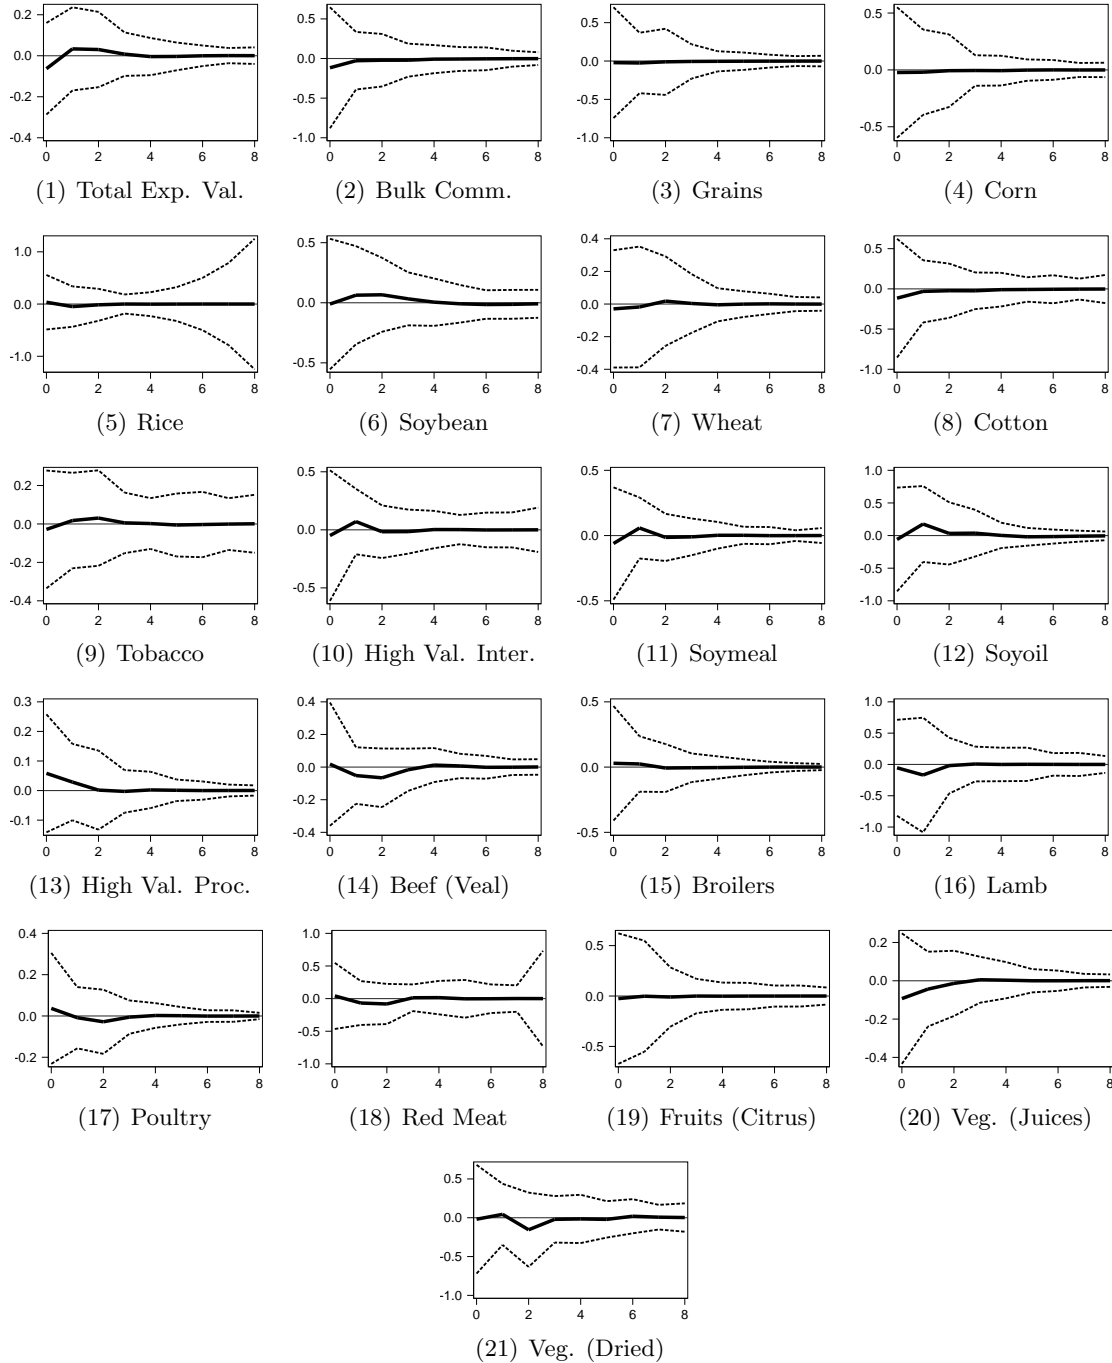 0.2
0.0
-0.2
-0.4
0 2 4 6 8
(1) Total Exp. Val.
0.5
0.0
-0.5
-1.0
0 2 4 6 8
(2) Bulk Comm.
0.5
0.0
-0.5
-1.0
0 2 4 6 8
(3) Grains
0.5
0.0
-0.5
0 2 4 6 8
(4) Corn
1.0
0.0
-1.0
0 2 4 6 8
(5) Rice
0.5
0.0
-0.5
0 2 4 6 8
(6) Soybean
0.4
0.2
0.0
-0.2
-0.4
0 2 4 6 8
(7) Wheat
0.5
0.0
-0.5
-1.0
0 2 4 6 8
(8) Cotton
0.2
0.0
-0.2
-0.4
0 2 4 6 8
(9) Tobacco
0.5
0.0
-0.5
0 2 4 6 8
(10) High Val. Inter.
0.5
0.0
-0.5
0 2 4 6 8
(11) Soymeal
1.0
0.5
0.0
-0.5
-1.0
0 2 4 6 8
(12) Soyoil
0.3
0.2
0.1
0.0
-0.1
0 2 4 6 8
(13) High Val. Proc.
0.4
0.2
0.0
-0.2
-0.4
0 2 4 6 8
(14) Beef (Veal)
0.5
0.0
-0.5
0 2 4 6 8
(15) Broilers
1.0
0.5
0.0
-0.5
-1.0
0 2 4 6 8
(16) Lamb
0.4
0.2
0.0
-0.2
0 2 4 6 8
(17) Poultry
1.0
0.5
0.0
-0.5
-1.0
0 2 4 6 8
(18) Red Meat
0.5
0.0
-0.5
0 2 4 6 8
(19) Fruits (Citrus)
0.2
0.0
-0.2
-0.4
0 2 4 6 8
(20) Veg. (Juices)
0.5
0.0
-0.5
-1.0
0 2 4 6 8
(21) Veg. (Dried)